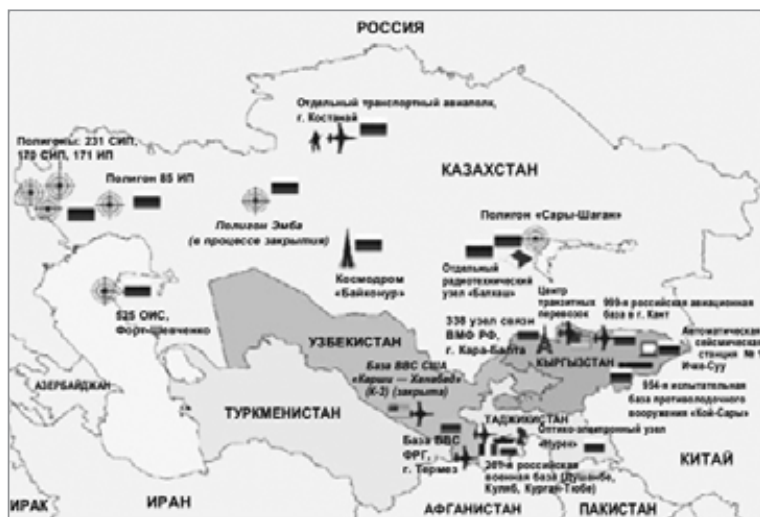 РОССИЯ
Отдельный транспортный авиаполк,
г. Костанай
Полигоны: 231 СИП,
170 СИП, 171 ИП
Полигон 85 ИП
КАЗАХСТАН
Полигон Эмба
(в процессе закрытия)
Полигон «Сары-Шаган»
Космодром
«Байконур»
Отдельный
радиотехнический
узел «Балхаш»
Центр
транзитных
перевозок
999-я российская авиационная
база в г. Кант
525 ОИС,
Форт-Шевченко
338 узел связи
ВМФ РФ,
г. Кара-Балта
Автоматическая
сейсмическая
станция № 1
Ичке-Суу
УЗБЕКИСТАН
КЫРГЫЗСТАН
База ВВС США
«Карши — Ханабад»
(К-2) (закрыта)
954-я испытательная
база противолодочного
вооружения «Кой-Сары»
АЗЕРБАЙДЖАН
ТУРКМЕНИСТАН
ТАДЖИКИСТАН
Оптико-электронный узел
«Нурек»
База ВВС
ФРГ,
г. Термез
201-я российская
военная база (Душанбе,
Куляб, Курган-Тюбе)
КИТАЙ
ИРАК
ИРАН
АФГАНИСТАН
ПАКИСТАН